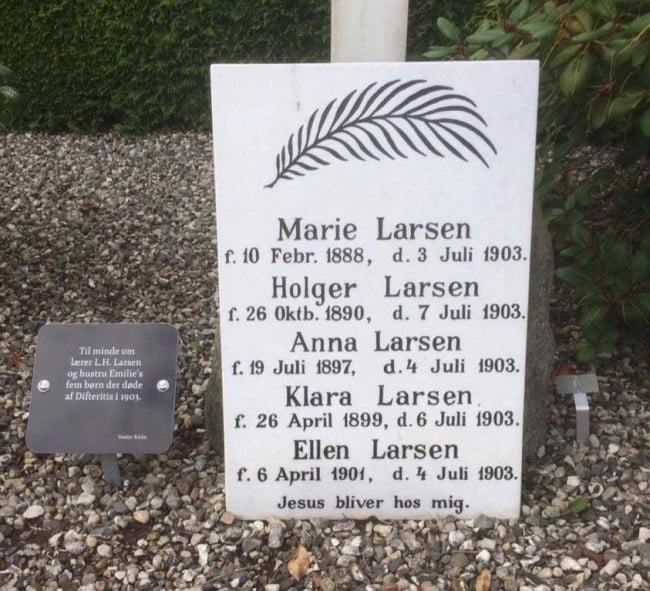 Marie Larsen
f. 10 Febr. 1888, d. 3 Juli 1903.
Holger Larsen
f. 26 Oktb. 1890, d. 7 Juli 1903.
Anna Larsen
f. 19 Juli 1897, d. 4 Juli 1903.
Klara Larsen
f. 26 April 1899, d. 6 Juli 1903.
Ellen Larsen
f. 6 April 1901, d. 4 Juli 1903.
Jesus bliver hos mig.
Til minde om
lærer L.H. Larsen
og hustru Emilie's
fem børn der døde
af Difteritis i 1903.
Vester Kirke